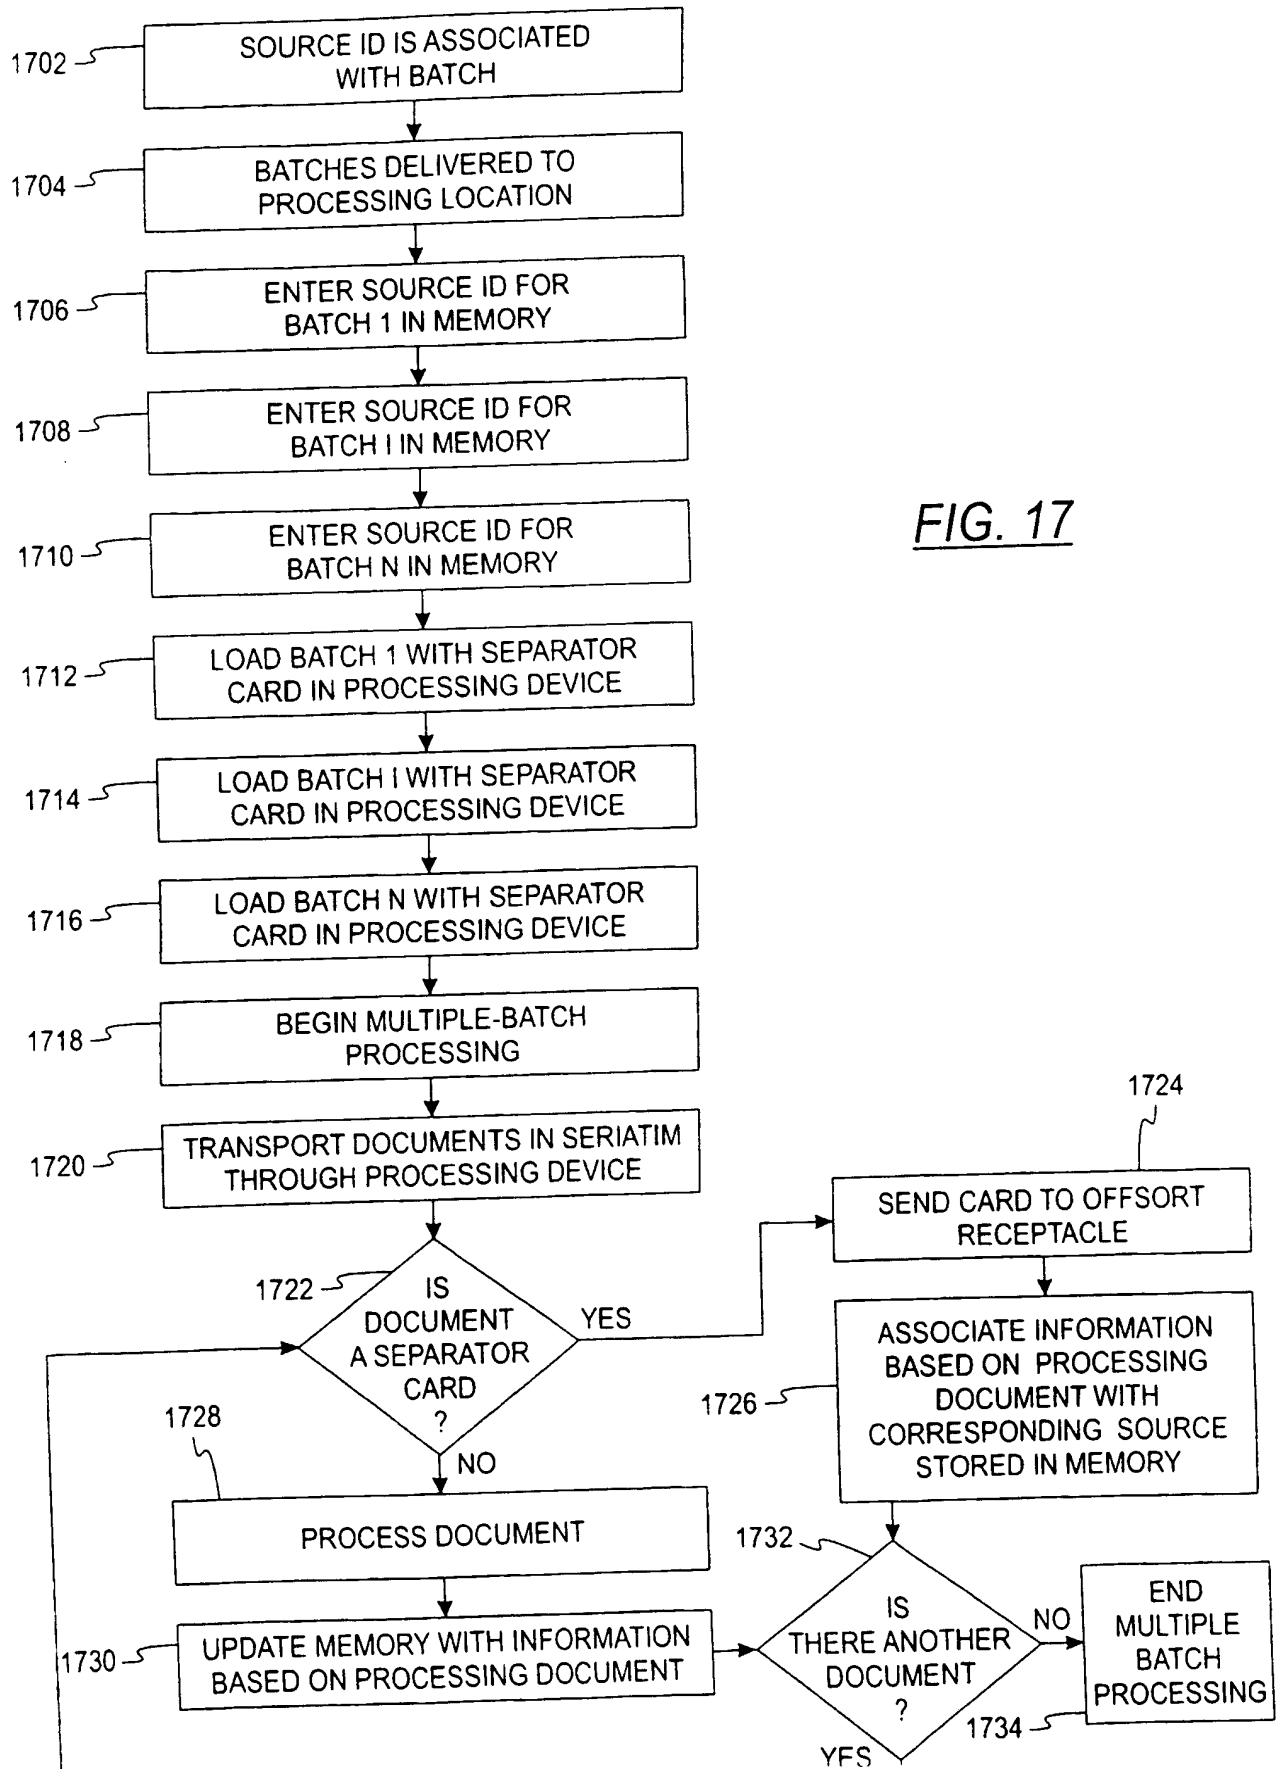 1702
SOURCE ID IS ASSOCIATED
WITH BATCH
1704
BATCHES DELIVERED TO
PROCESSING LOCATION
1706
ENTER SOURCE ID FOR
BATCH 1 IN MEMORY
1708
ENTER SOURCE ID FOR
BATCH I IN MEMORY
1710
ENTER SOURCE ID FOR
BATCH N IN MEMORY
FIG. 17
1712
LOAD BATCH 1 WITH SEPARATOR
CARD IN PROCESSING DEVICE
1714
LOAD BATCH I WITH SEPARATOR
CARD IN PROCESSING DEVICE
1716
LOAD BATCH N WITH SEPARATOR
CARD IN PROCESSING DEVICE
1718
BEGIN MULTIPLE-BATCH
PROCESSING
1720
TRANSPORT DOCUMENTS IN SERIATIM
THROUGH PROCESSING DEVICE
1722
IS
DOCUMENT
A SEPARATOR
CARD
?
YES
NO
1724
SEND CARD TO OFFSORT
RECEPTACLE
1726
ASSOCIATE INFORMATION
BASED ON PROCESSING
DOCUMENT WITH
CORRESPONDING SOURCE
STORED IN MEMORY
1728
PROCESS DOCUMENT
1730
UPDATE MEMORY WITH INFORMATION
BASED ON PROCESSING DOCUMENT
1732
IS
THERE ANOTHER
DOCUMENT
?
NO
YES
1734
END
MULTIPLE
BATCH
PROCESSING